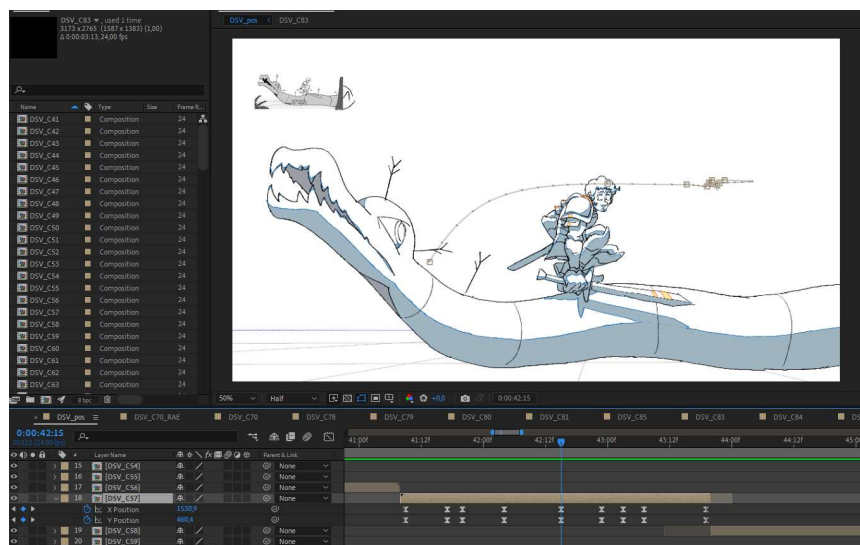 DSV_C83 , used 1 time
3173 x 2765 (1587 x 1383) (1,00)
Δ 0:00:03:13, 24,00 fps
Name Type Size Frame R...
DSV_C41 Composition 24
DSV_C42 Composition 24
DSV_C43 Composition 24
DSV_C44 Composition 24
DSV_C45 Composition 24
DSV_C46 Composition 24
DSV_C47 Composition 24
DSV_C48 Composition 24
DSV_C49 Composition 24
DSV_C50 Composition 24
DSV_C51 Composition 24
DSV_C52 Composition 24
DSV_C53 Composition 24
DSV_C54 Composition 24
DSV_C55 Composition 24
DSV_C56 Composition 24
DSV_C57 Composition 24
DSV_C58 Composition 24
DSV_C59 Composition 24
DSV_C60 Composition 24
DSV_C61 Composition 24
DSV_C62 Composition 24
DSV_C63 Composition 24
8 bpc
DSV_pos DSV_C83
50% Half +0,0 0:00:42:15
DSV_pos DSV_C70_RAE DSV_C70 DSV_C78 DSV_C79 DSV_C80 DSV_C81 DSV_C85 DSV_C83 DSV_C84 DS
0:00:42:15
41:00f 41:12f 42:00f 42:12f 43:00f 43:12f 44:00f 44:12f 45:0
# Layer Name fx Parent & Link
15 [DSV_C54] None
16 [DSV_C55] None
17 [DSV_C56] None
18 [DSV_C57] None
X Position 1530,9
Y Position 460,4
19 [DSV_C58] None
20 [DSV_C59] None